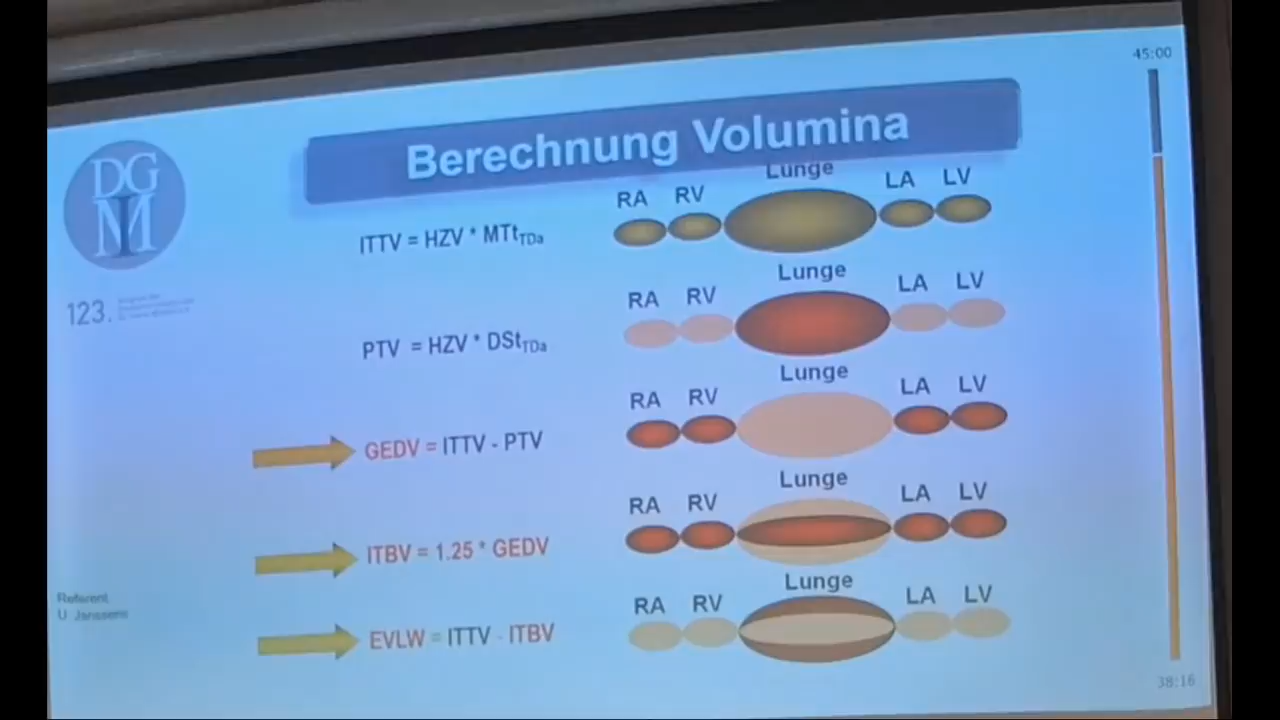 45:00
Berechnung Volumina
DG
IM
123.
ITTV = HZV * MTtTDa
RA RV Lunge LA LV
PTV = HZV * DStTDa
RA RV Lunge LA LV
GEDV = ITTV - PTV
RA RV Lunge LA LV
ITBV = 1.25 * GEDV
RA RV Lunge LA LV
EVLW = ITTV - ITBV
RA RV Lunge LA LV
Referent
U. Janssens
38:16